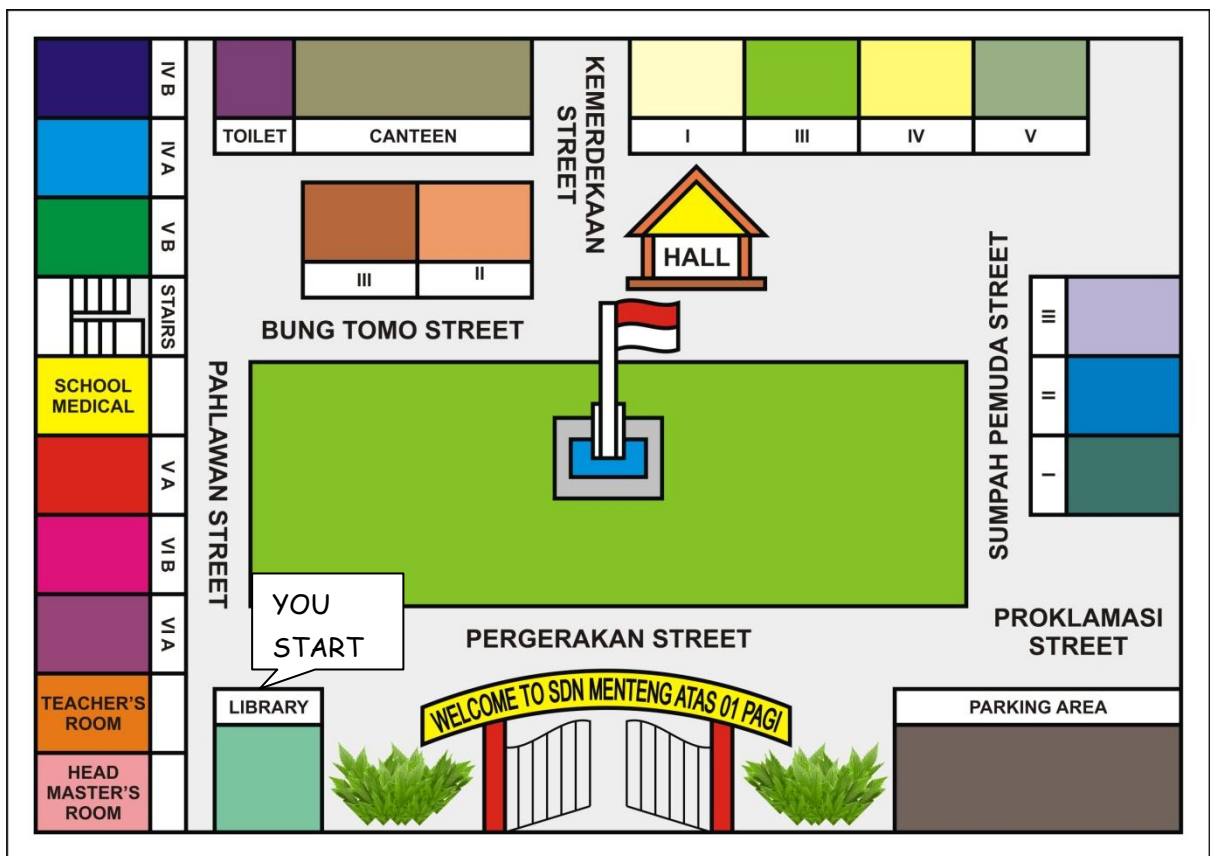 IV B
IV A
V B
STAIRS
SCHOOL
MEDICAL
V A
VI B
VI A
TEACHER'S
ROOM
HEAD
MASTER'S
ROOM
TOILET
CANTEEN
KEMERDEKAAN
STREET
I
III
IV
V
III
II
HALL
BUNG TOMO STREET
PAHLAWAN STREET
SUMPAH PEMUDA STREET
III
II
I
YOU
START
PERGERAKAN STREET
PROKLAMASI
STREET
LIBRARY
WELCOME TO SDN MENTENG ATAS 01 PAGI
PARKING AREA